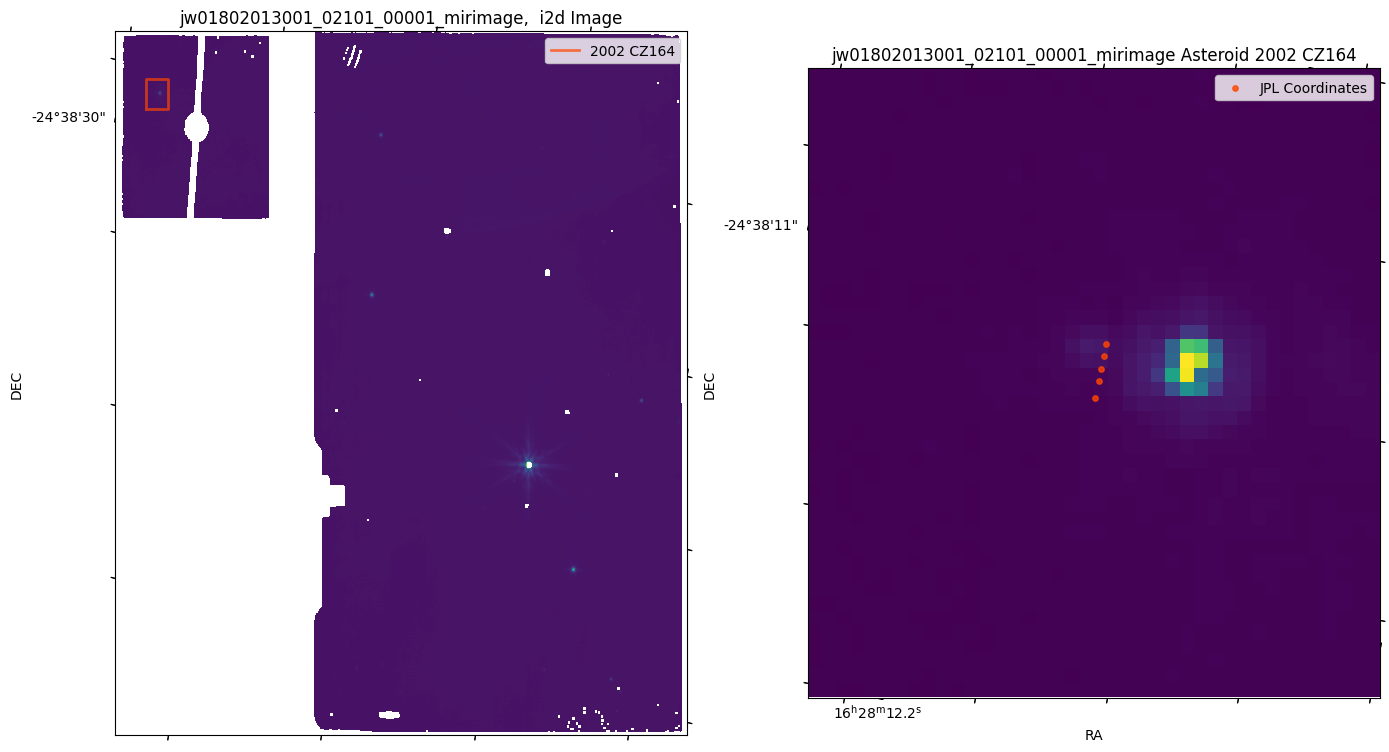 jw01802013001_02101_00001_mirimage,  i2d Image
2002 CZ164
-24°38'30"
DEC
jw01802013001_02101_00001_mirimage Asteroid 2002 CZ164
JPL Coordinates
-24°38'11"
DEC
16ʰ28ᵐ12.2ˢ
RA